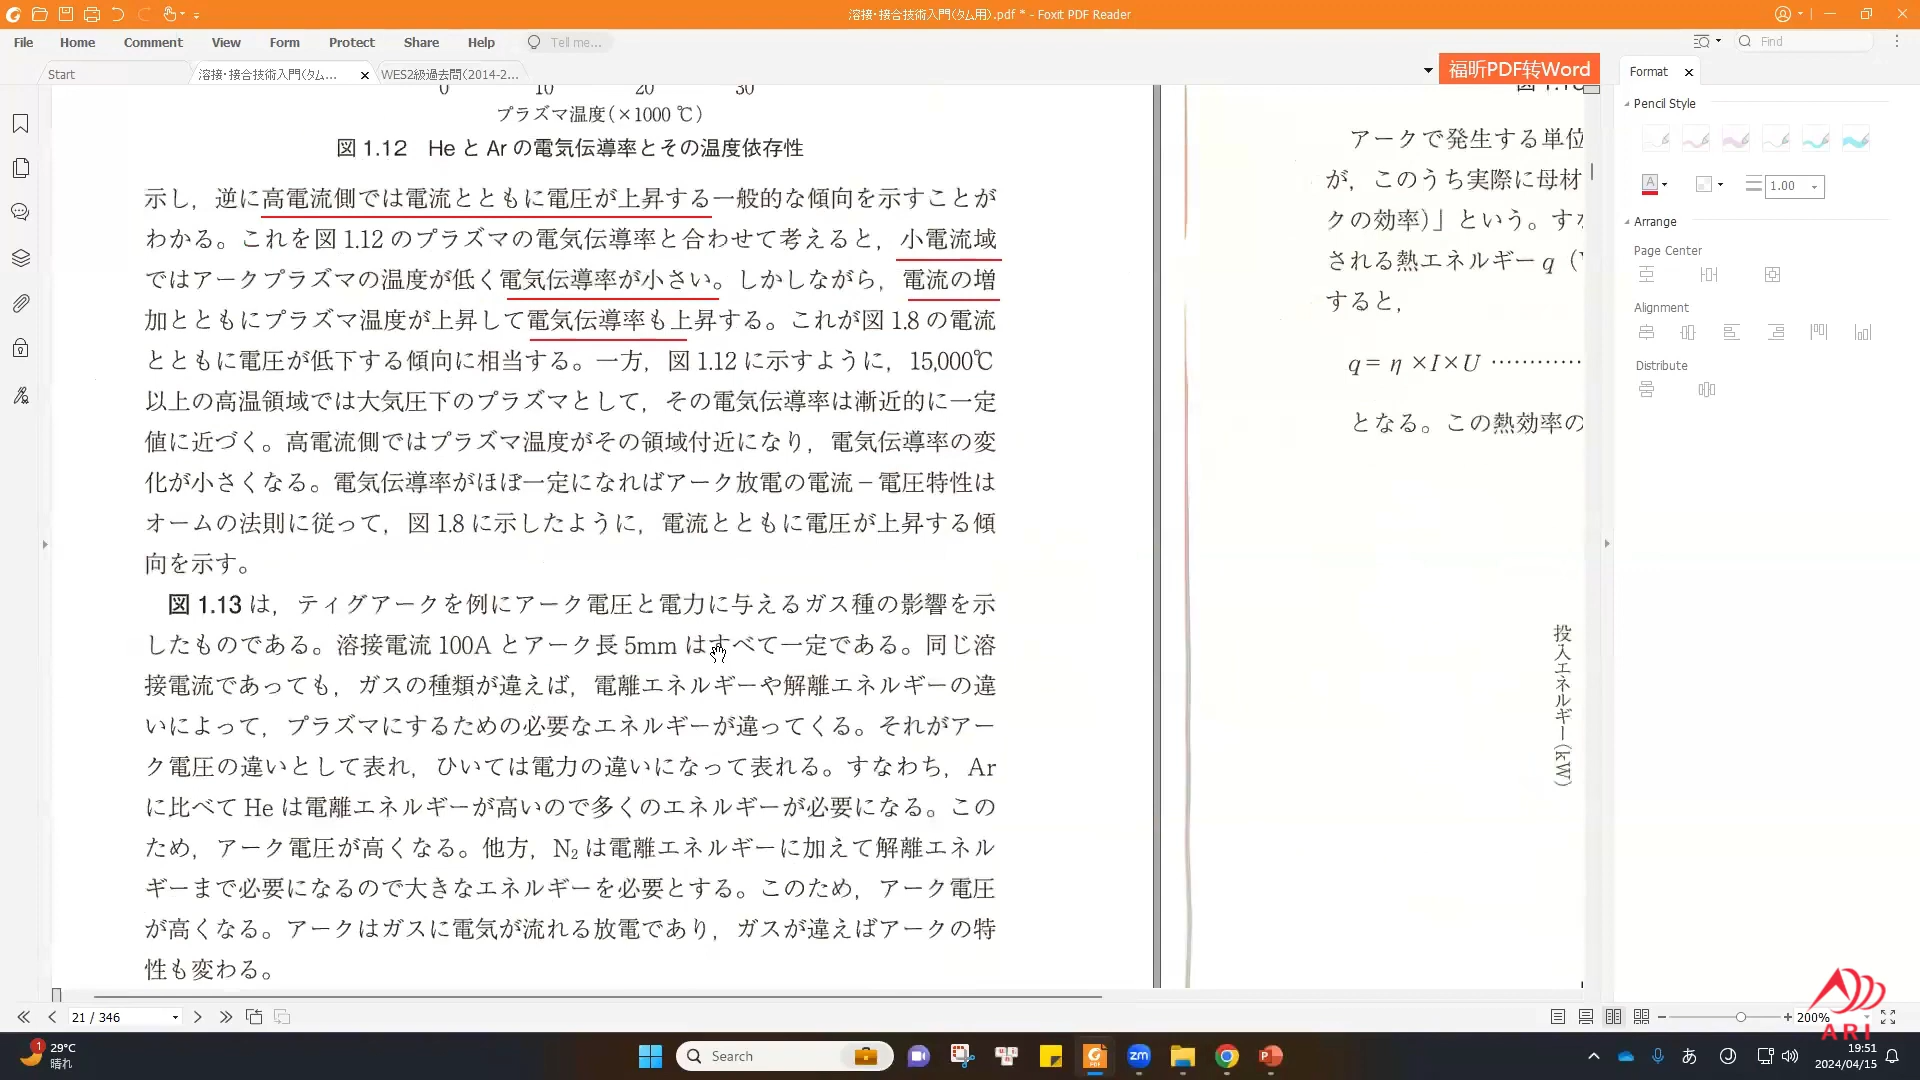 溶接・接合技術入門(タム用).pdf * - Foxit PDF Reader
File Home Comment View Form Protect Share Help Tell me... Find
Start 溶接・接合技術入門(タム... WES2級過去問(2014-2... 福昕PDF转Word Format
0 10 20 30
プラズマ温度(×1000 ℃)
図 1.12 He と Ar の電気伝導率とその温度依存性
示し，逆に高電流側では電流とともに電圧が上昇する一般的な傾向を示すことが
わかる。これを図 1.12 のプラズマの電気伝導率と合わせて考えると，小電流域
ではアークプラズマの温度が低く電気伝導率が小さい。しかしながら，電流の増
加とともにプラズマ温度が上昇して電気伝導率も上昇する。これが図 1.8 の電流
とともに電圧が低下する傾向に相当する。一方，図 1.12 に示すように，15,000℃
以上の高温領域では大気圧下のプラズマとして，その電気伝導率は漸近的に一定
値に近づく。高電流側ではプラズマ温度がその領域付近になり，電気伝導率の変
化が小さくなる。電気伝導率がほぼ一定になればアーク放電の電流－電圧特性は
オームの法則に従って，図 1.8 に示したように，電流とともに電圧が上昇する傾
向を示す。
図 1.13 は，ティグアークを例にアーク電圧と電力に与えるガス種の影響を示
したものである。溶接電流 100A とアーク長 5mm はすべて一定である。同じ溶
接電流であっても，ガスの種類が違えば，電離エネルギーや解離エネルギーの違
いによって，プラズマにするための必要なエネルギーが違ってくる。それがアー
ク電圧の違いとして表れ，ひいては電力の違いになって表れる。すなわち，Ar
に比べて He は電離エネルギーが高いので多くのエネルギーが必要になる。この
ため，アーク電圧が高くなる。他方，N₂ は電離エネルギーに加えて解離エネル
ギーまで必要になるので大きなエネルギーを必要とする。このため，アーク電圧
が高くなる。アークはガスに電気が流れる放電であり，ガスが違えばアークの特
性も変わる。
アークで発生する単位
が，このうち実際に母材
クの効率)」という。すな
される熱エネルギー q (
すると，
q = η ×I×U …………
となる。この熱効率の
投入エネルギー(kW)
Pencil Style
1.00
Arrange
Page Center
Alignment
Distribute
21 / 346
200%
ARI
1
29°C
晴れ
Search
あ
19:51
2024/04/15